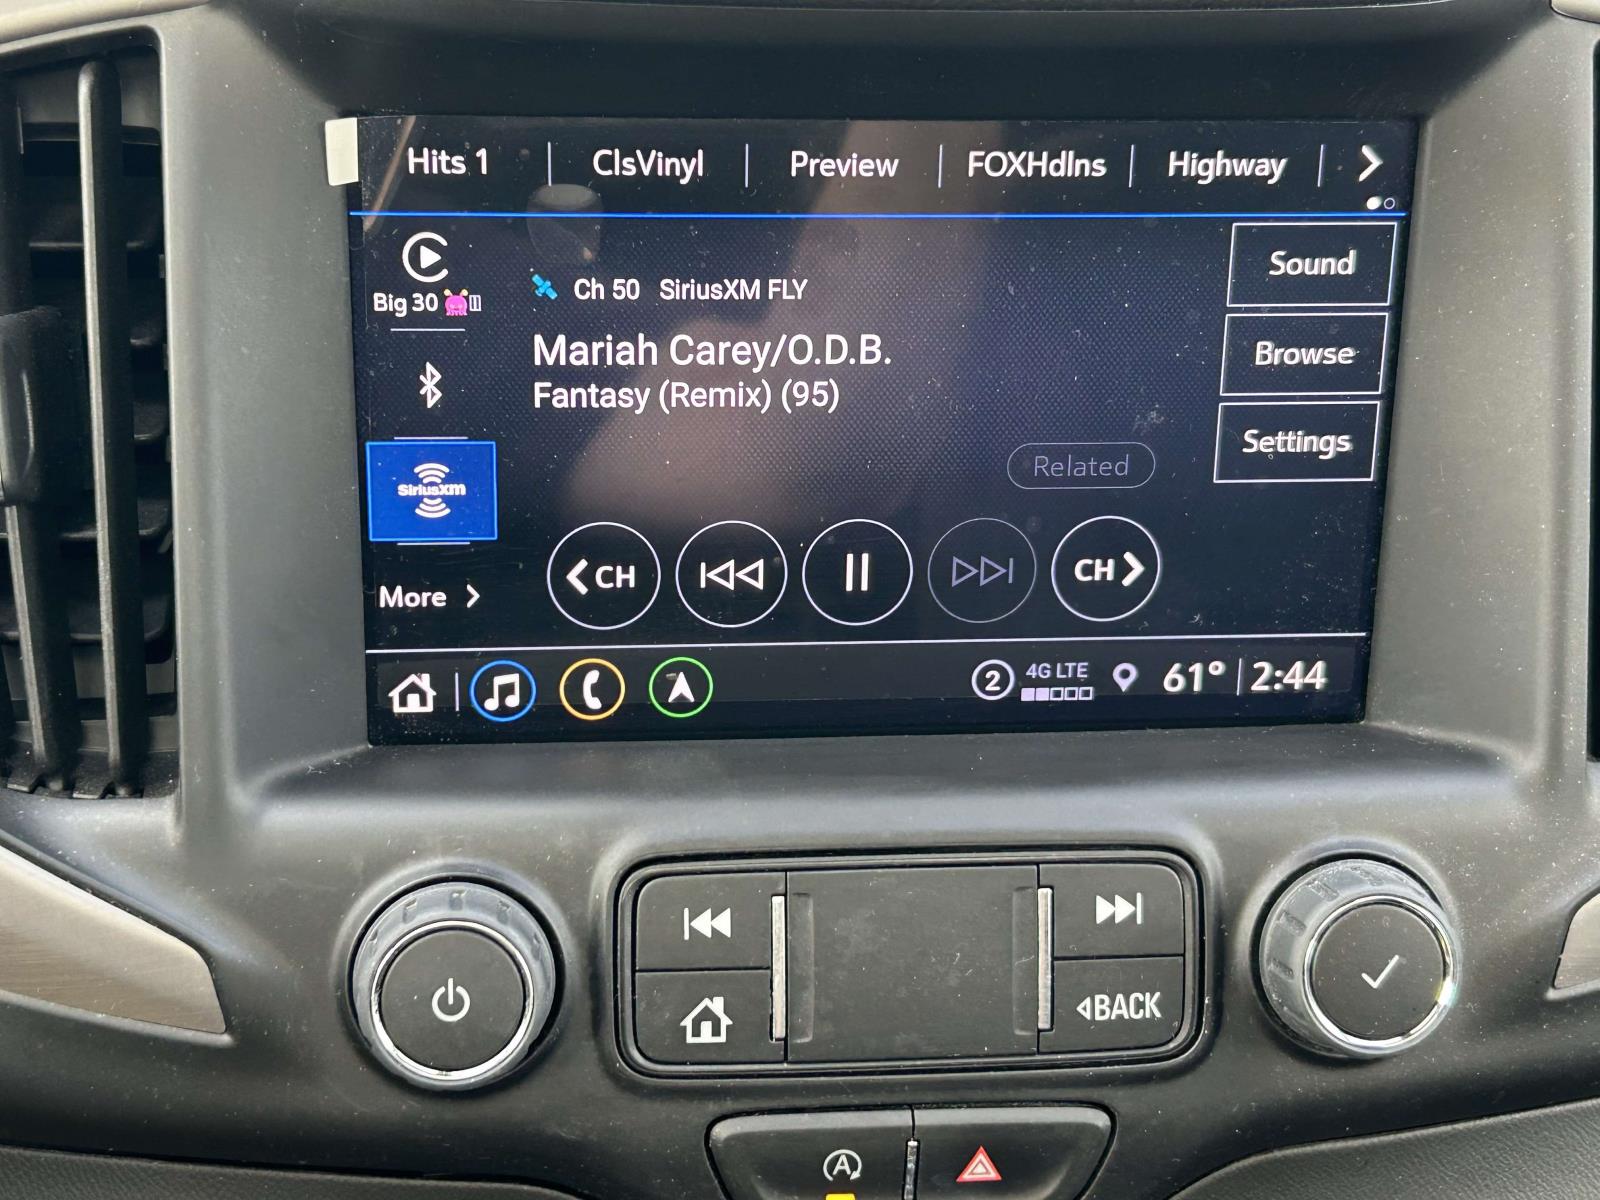 Hits 1 ClsVinyl Preview FOXHdlns Highway
Big 30
Ch 50 SiriusXM FLY
Sound
Mariah Carey/O.D.B.
Fantasy (Remix) (95)
Browse
Settings
Related
SiriusXM
More
CH
CH
2 4G LTE 61° 2:44
BACK
A